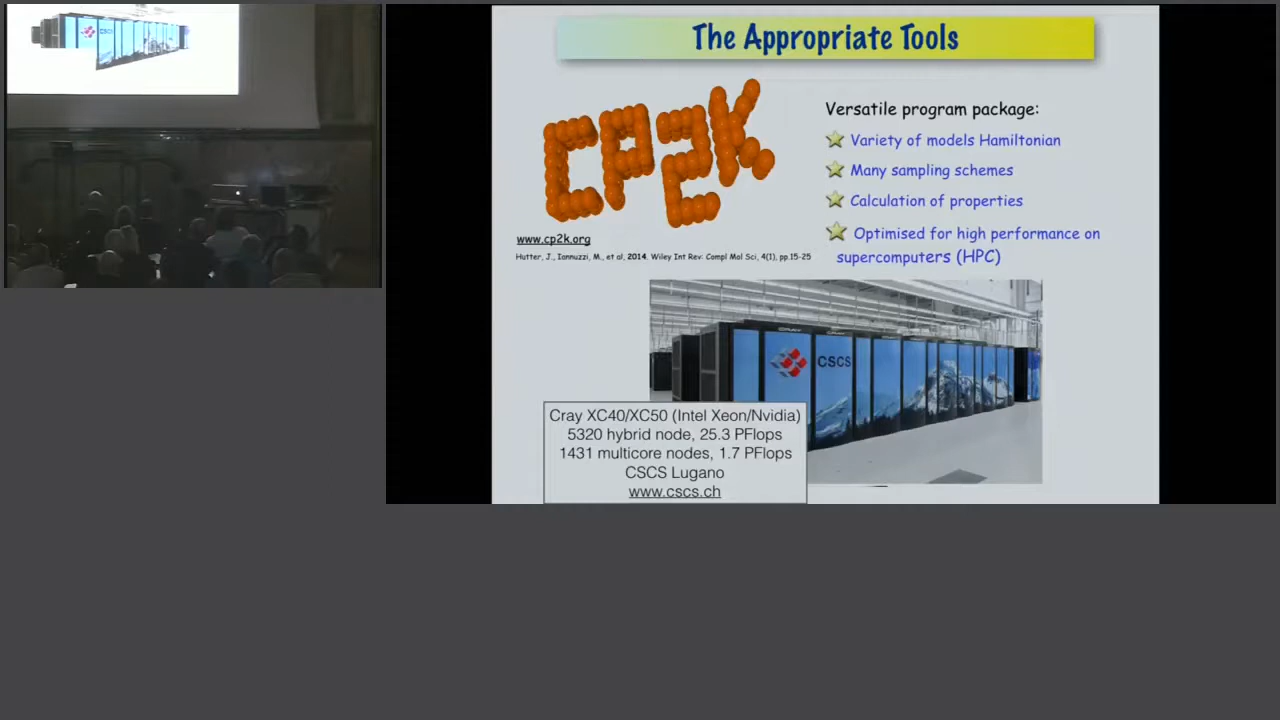 The Appropriate Tools
CP2K
www.cp2k.org
Hutter, J., Iannuzzi, M., et al, 2014. Wiley Int Rev: Compl Mol Sci, 4(1), pp.15-25
Versatile program package:
Variety of models Hamiltonian
Many sampling schemes
Calculation of properties
Optimised for high performance on
supercomputers (HPC)
CSCS
Cray XC40/XC50 (Intel Xeon/Nvidia)
5320 hybrid node, 25.3 PFlops
1431 multicore nodes, 1.7 PFlops
CSCS Lugano
www.cscs.ch